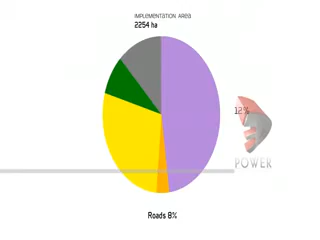 IMPLEMENTATION AREA
2254 ha
12%
POWER
Roads 8%